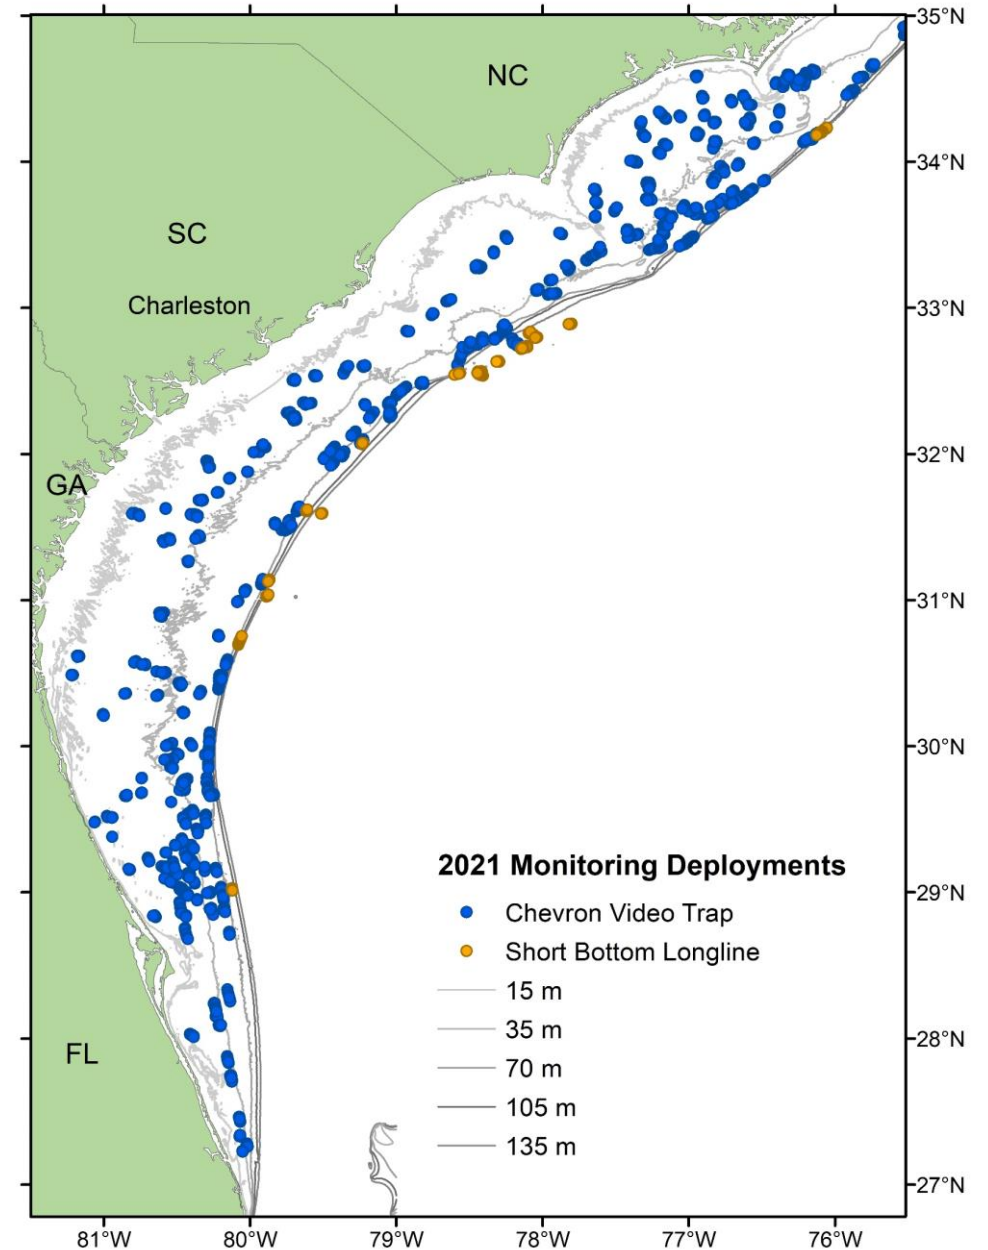 35°N
NC
34°N
SC
Charleston
33°N
32°N
GA
31°N
30°N
2021 Monitoring Deployments
29°N
Chevron Video Trap
Short Bottom Longline
15 m
35 m
28°N
FL
70 m
105 m
135 m
27°N
81°W 80°W 79°W 78°W 77°W 76°W